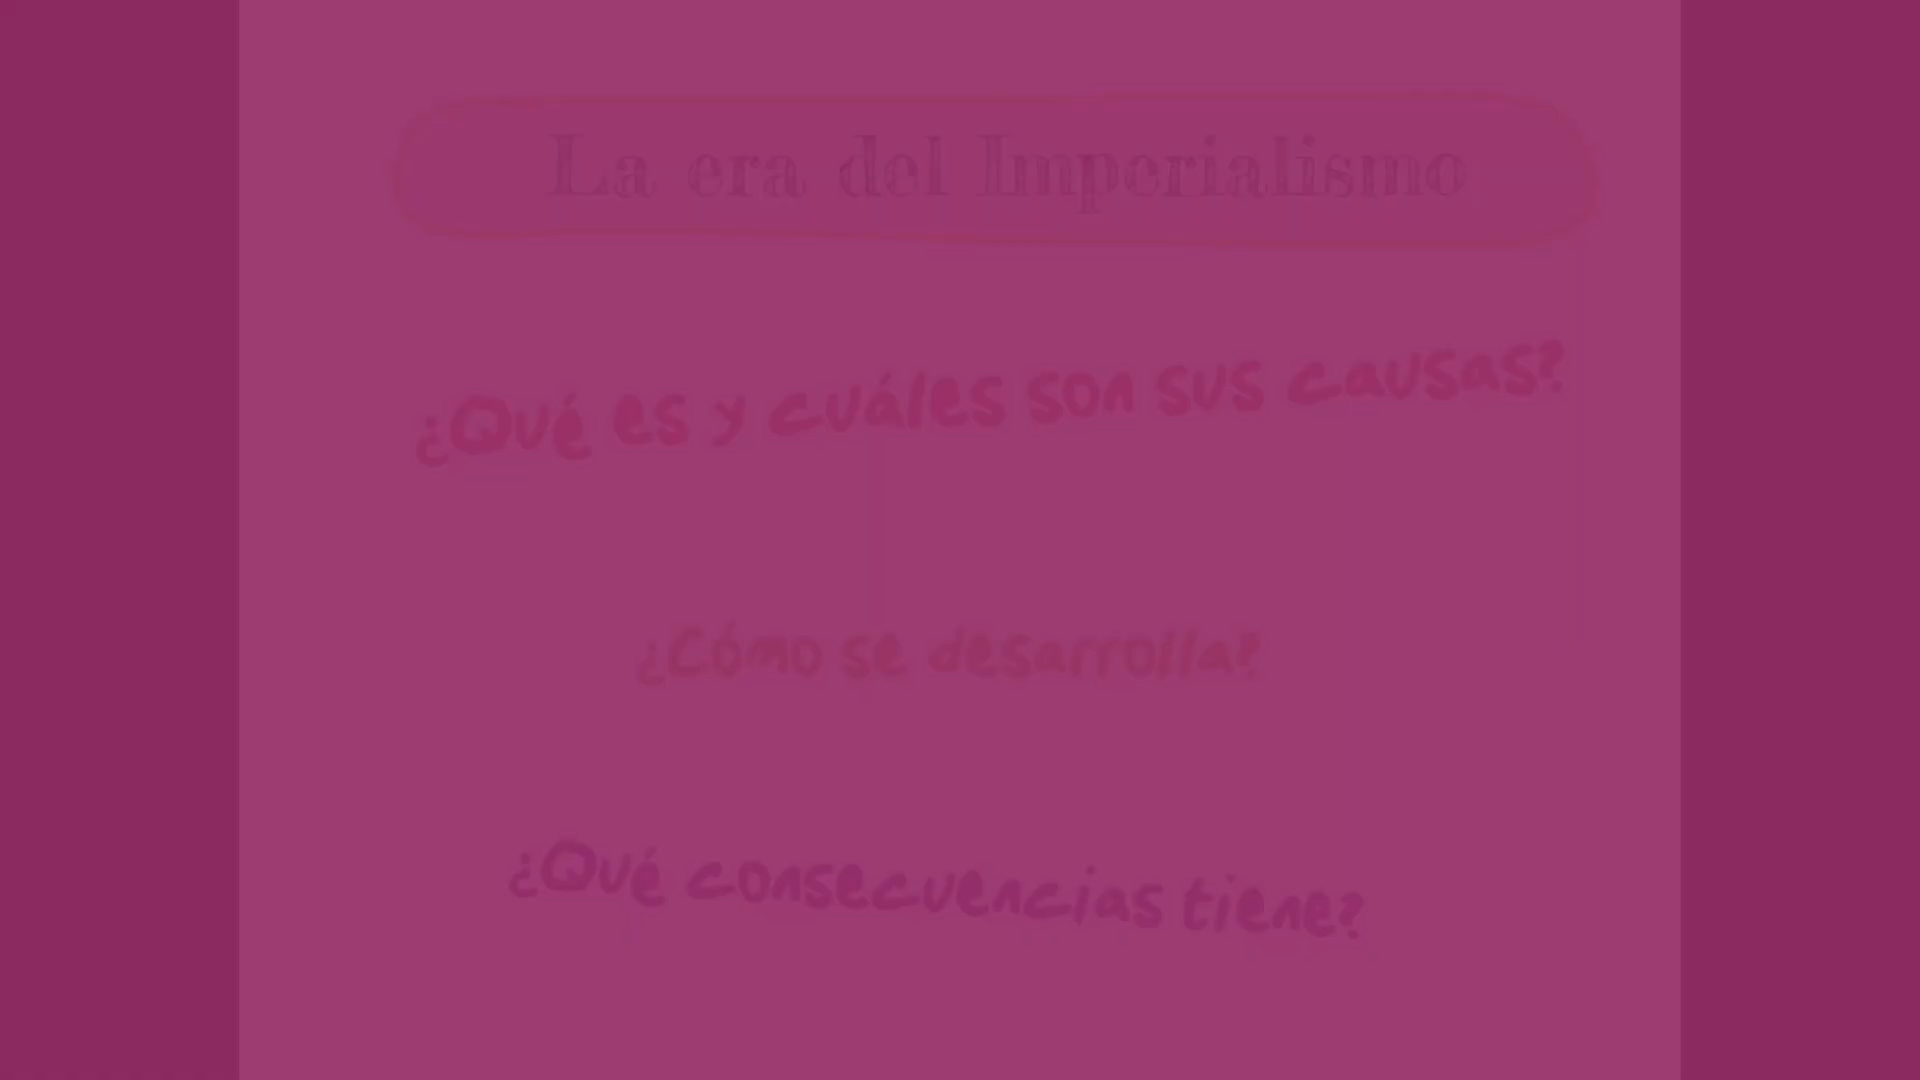 La era del Imperialismo
¿Qué es y cuáles son sus causas?
¿Cómo se desarrolla?
¿Qué consecuencias tiene?